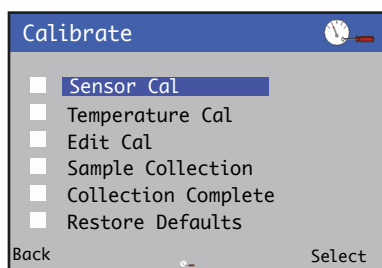 Calibrate
Sensor Cal
Temperature Cal
Edit Cal
Sample Collection
Collection Complete
Restore Defaults
Back Select